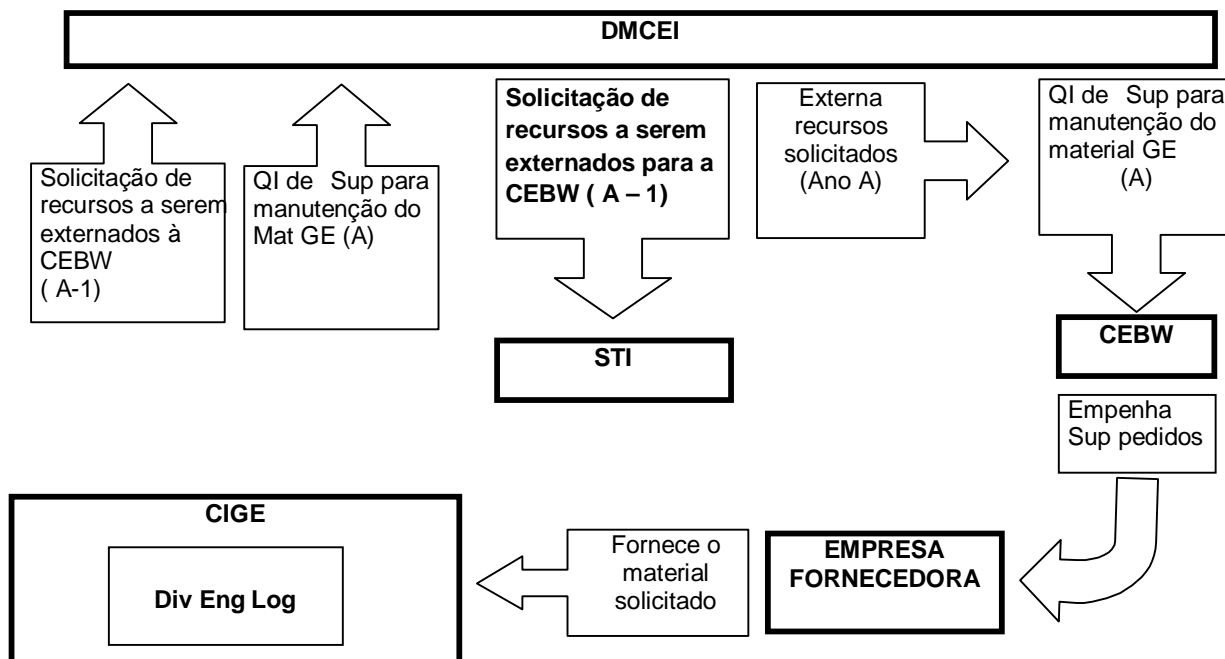 DMCEI
Solicitação de
recursos a serem
externados à
CEBW
( A-1)
QI de Sup para
manutenção do
Mat GE (A)
Solicitação de
recursos a serem
externados para a
CEBW ( A – 1)
Externa
recursos
solicitados
(Ano A)
QI de Sup para
manutenção do
material GE
(A)
STI
CEBW
Empenha
Sup pedidos
CIGE
Div Eng Log
Fornece o
material
solicitado
EMPRESA
FORNECEDORA